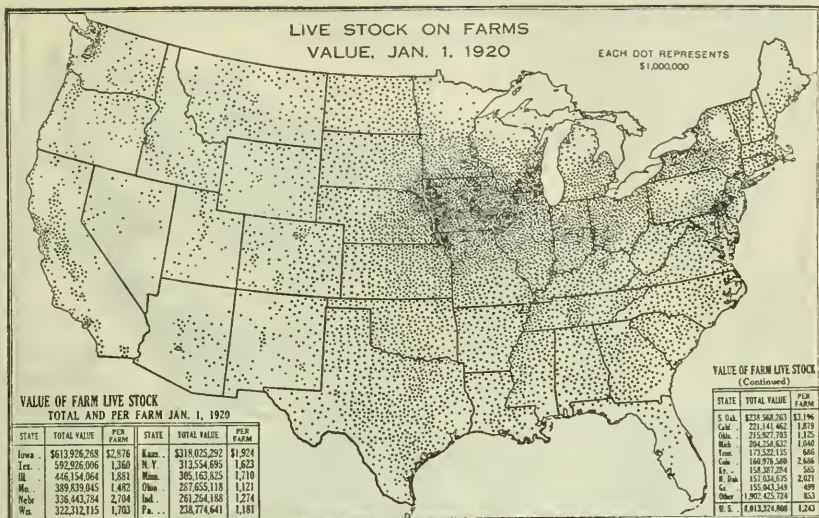 LIVE STOCK ON FARMS
VALUE, JAN. 1, 1920
EACH DOT REPRESENTS
$1,000,000
VALUE OF FARM LIVE STOCK
TOTAL AND PER FARM JAN. 1, 1920
STATE TOTAL VALUE PER FARM STATE TOTAL VALUE PER FARM
Iowa . $613,926,268 $2,876 Kans. . $318,025,292 $1,924
Tex. . 592,926,006 1,360 N. Y. 313,554,695 1,623
Ill. . 446,154,064 1,881 Minn. 305,163,825 1,710
Mo. . 389,839,045 1,482 Ohio . 287,655,118 1,121
Nebr 336,443,784 2,704 Ind. . 261,264,188 1,274
Wis. 322,312,115 1,703 Pa. . . 238,774,641 1,181
VALUE OF FARM LIVE STOCK
(Continued)
STATE TOTAL VALUE PER FARM
S. Dak. $238,568,263 $3,196
Calif. . 221,141,462 1,879
Okla. . 215,927,703 1,125
Mich 204,258,632 1,040
Tenn. 173,522,135 686
Colo 160,976,580 2,686
Ky. . 158,387,294 585
N. Dak 157,034,635 2,021
Ga. . 155,043,349 499
Other 1,902,425,724 853
U. S. . 8,013,324,808 1,243